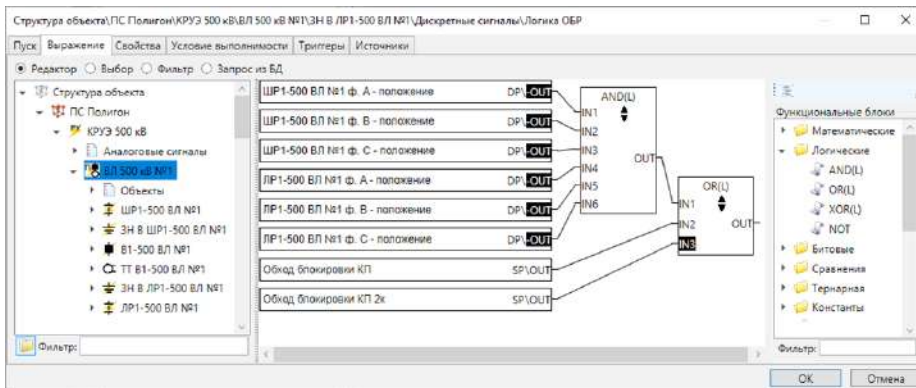 Структура объекта\ПС Полигон\КРУЭ 500 кВ\ВЛ 500 кВ №1\ЗН В ЛР1-500 ВЛ №1\Дискретные сигналы\Логика ОБР
Пуск Выражение Свойства Условие выполнимости Триггеры Источники
Редактор Выбор Фильтр Запрос из БД
Структура объекта
ПС Полигон
КРУЭ 500 кВ
Аналоговые сигналы
ВЛ 500 кВ №1
Объекты
ШР1-500 ВЛ №1
ЗН В ШР1-500 ВЛ №1
В1-500 ВЛ №1
ТТ В1-500 ВЛ №1
ЗН В ЛР1-500 ВЛ №1
ЛР1-500 ВЛ №1
Фильтр:
ШР1-500 ВЛ №1 ф. A - положение DP\-OUT
ШР1-500 ВЛ №1 ф. B - положение DP\-OUT
ШР1-500 ВЛ №1 ф. C - положение DP\-OUT
ЛР1-500 ВЛ №1 ф. A - положение DP\-OUT
ЛР1-500 ВЛ №1 ф. B - положение DP\-OUT
ЛР1-500 ВЛ №1 ф. C - положение DP\-OUT
Обход блокировки КП SP\OUT
Обход блокировки КП 2к SP\OUT
AND(L)
IN1
IN2
IN3
OUT
IN4
IN5
IN6
OR(L)
IN1
IN2 OUT
IN3
Функциональные блоки
Математические
Логические
AND(L)
OR(L)
XOR(L)
NOT
Битовые
Сравнения
Тернарная
Константы
Фильтр:
OK Отмена